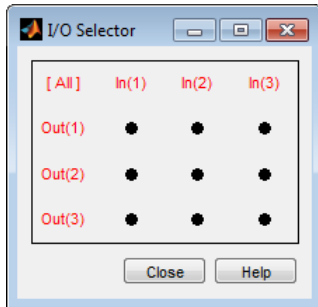 I/O Selector
[ All ] In(1) In(2) In(3)
Out(1)
Out(2)
Out(3)
Close Help